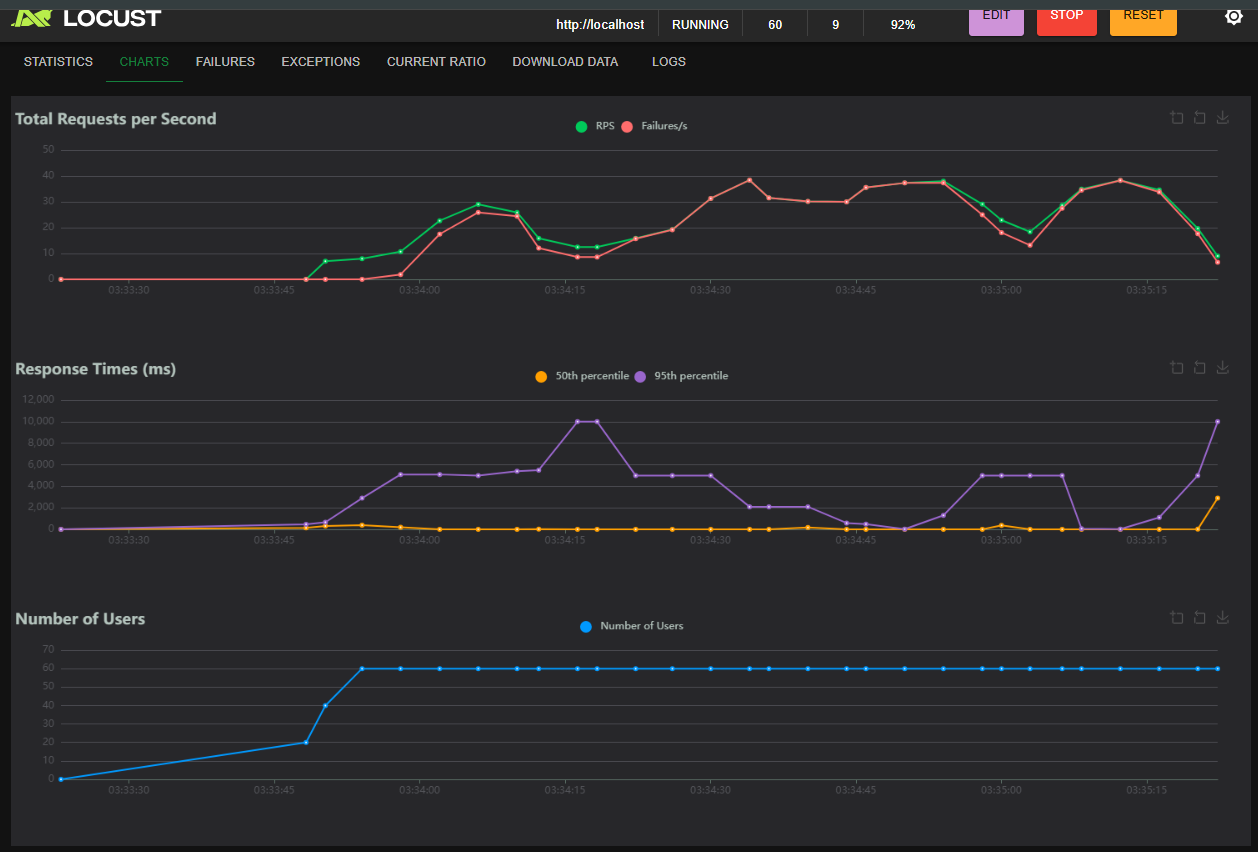 LOCUST
http://localhost RUNNING 60 9 92% EDIT STOP RESET
STATISTICS CHARTS FAILURES EXCEPTIONS CURRENT RATIO DOWNLOAD DATA LOGS
Total Requests per Second
RPS Failures/s
50
40
30
20
10
0
03:33:30 03:33:45 03:34:00 03:34:15 03:34:30 03:34:45 03:35:00 03:35:15
Response Times (ms)
50th percentile 95th percentile
12,000
10,000
8,000
6,000
4,000
2,000
0
03:33:30 03:33:45 03:34:00 03:34:15 03:34:30 03:34:45 03:35:00 03:35:15
Number of Users
Number of Users
70
60
50
40
30
20
10
0
03:33:30 03:33:45 03:34:00 03:34:15 03:34:30 03:34:45 03:35:00 03:35:15